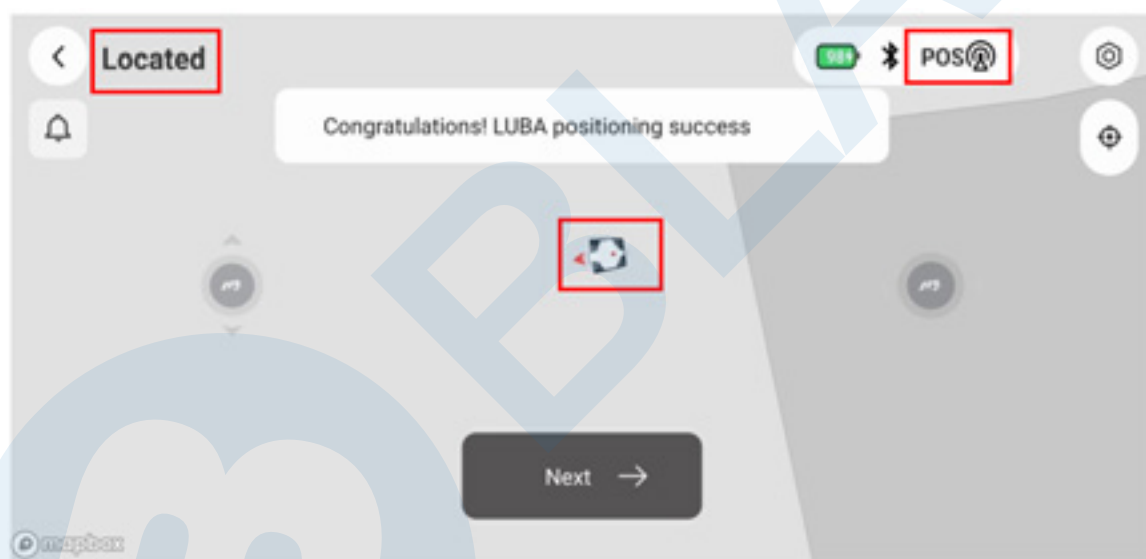 Located
98
POS
Congratulations! LUBA positioning success
Next
mapbox